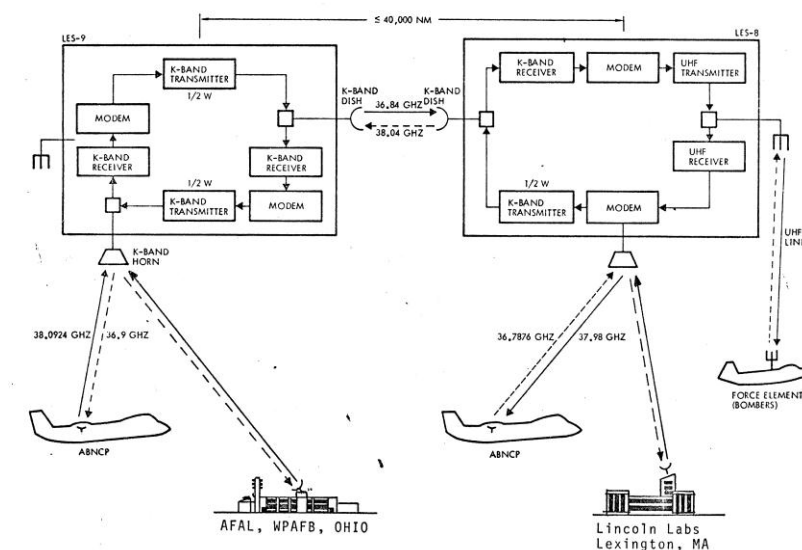 ≤ 40,000 NM
LES-9
LES-8
K-BAND
TRANSMITTER
1/2 W
MODEM
K-BAND
RECEIVER
K-BAND
RECEIVER
1/2 W
K-BAND
TRANSMITTER
MODEM
K-BAND
HORN
K-BAND
DISH
K-BAND
DISH
36.84 GHZ
38.04 GHZ
K-BAND
RECEIVER
MODEM
UHF
TRANSMITTER
UHF
RECEIVER
1/2 W
K-BAND
TRANSMITTER
MODEM
UHF
LINK
38.0924 GHZ
36.9 GHZ
36.7876 GHZ
37.98 GHZ
ABNCP
ABNCP
FORCE ELEMENT
(BOMBERS)
AFAL, WPAFB, OHIO
Lincoln Labs
Lexington, MA